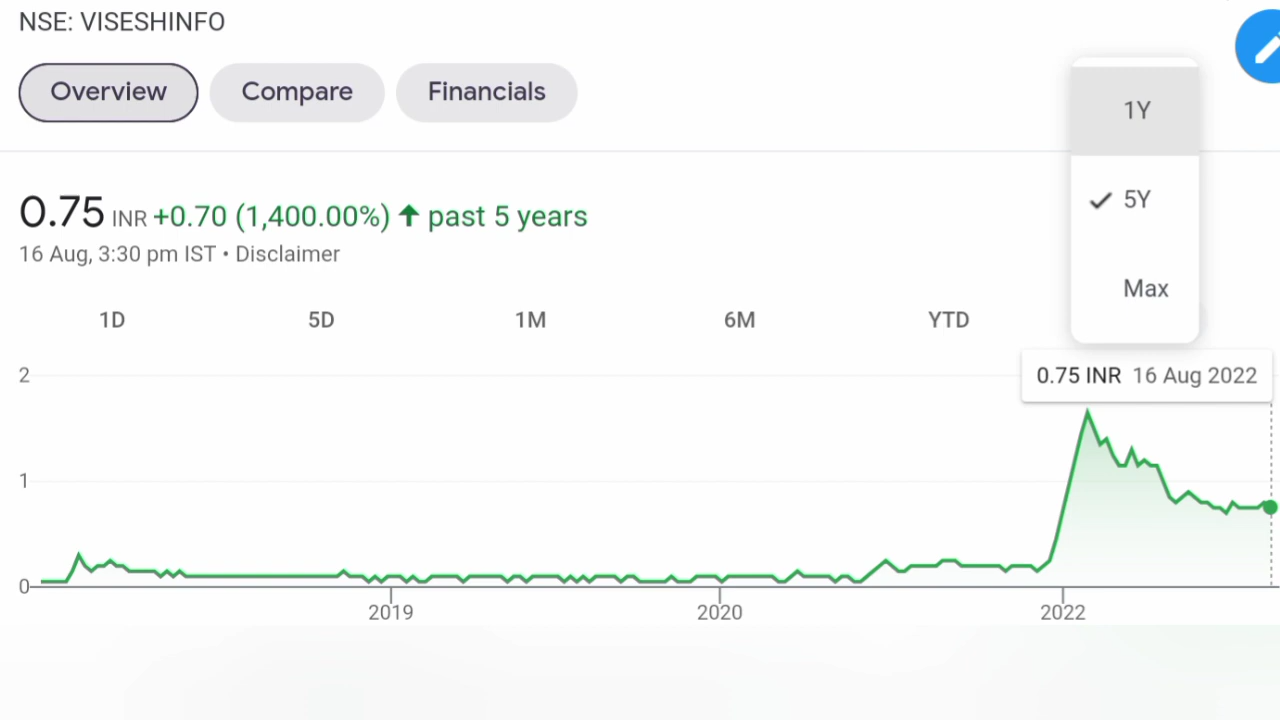 NSE: VISESHINFO
Overview Compare Financials
1Y
5Y
Max
0.75 INR +0.70 (1,400.00%) ↑ past 5 years
16 Aug, 3:30 pm IST • Disclaimer
1D 5D 1M 6M YTD
0.75 INR 16 Aug 2022
2
1
0
2019 2020 2022